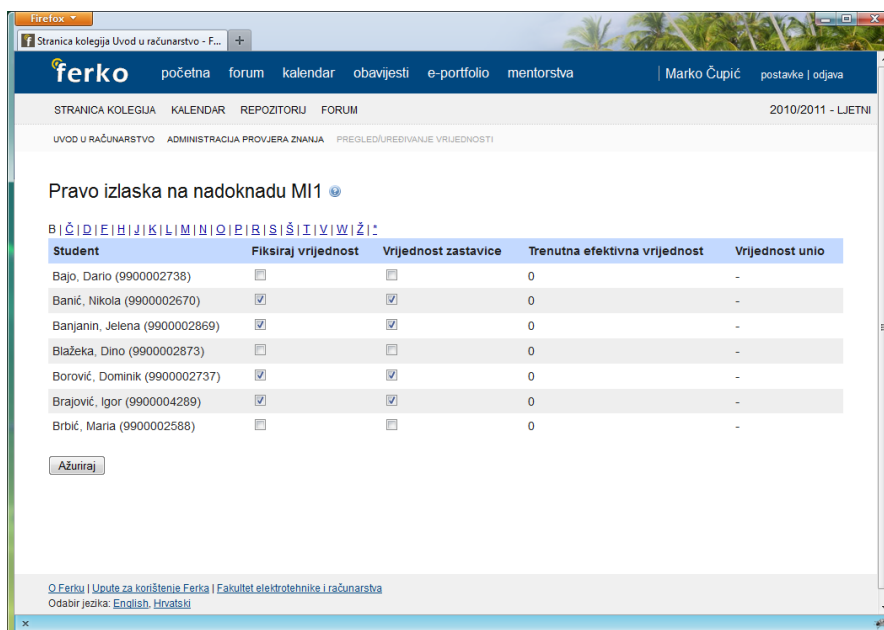 Firefox
Stranica kolegija Uvod u računarstvo - F...
ferko početna forum kalendar obavijesti e-portfolio mentorstva | Marko Čupić postavke | odjava
STRANICA KOLEGIJA KALENDAR REPOZITORIJ FORUM 2010/2011 - LJETNI
UVOD U RAČUNARSTVO ADMINISTRACIJA PROVJERA ZNANJA PREGLED/UREĐIVANJE VRIJEDNOSTI
Pravo izlaska na nadoknadu MI1
B | Č | D | F | H | J | K | L | M | N | O | P | R | S | Š | T | V | W | Ž | *
Student Fiksiraj vrijednost Vrijednost zastavice Trenutna efektivna vrijednost Vrijednost unio
Bajo, Dario (9900002738) 0 -
Banić, Nikola (9900002670) 0 -
Banjanin, Jelena (9900002869) 0 -
Blažeka, Dino (9900002873) 0 -
Borović, Dominik (9900002737) 0 -
Brajović, Igor (9900004289) 0 -
Brbić, Maria (9900002588) 0 -
Ažuriraj
O Ferku | Upute za korištenje Ferka | Fakultet elektrotehnike i računarstva
Odabir jezika: English, Hrvatski